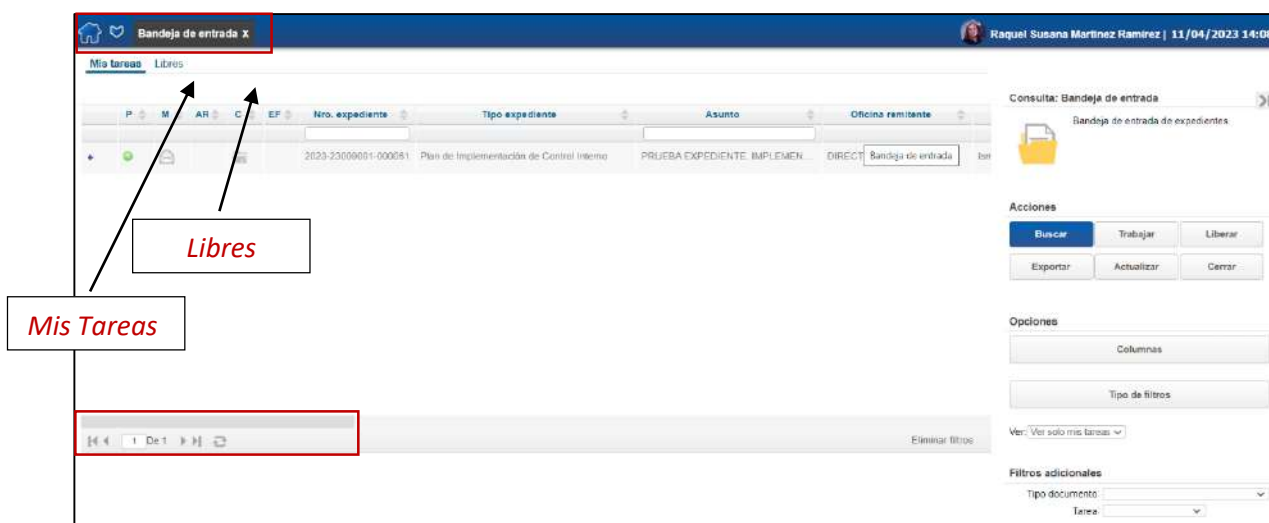 Bandeja de entrada X
Raquel Susana Martinez Ramirez | 11/04/2023 14:08
Mis tareas Libres
P M AR C EF Nro. expediente Tipo expediente Asunto Oficina remitente
2023-23009001-000061 Plan de Implementación de Control Interno PRUEBA EXPEDIENTE. IMPLEMEN... DIRECT
Bandeja de entrada
Libres
Mis Tareas
1 De 1
Eliminar filtros
Consulta: Bandeja de entrada
Bandeja de entrada de expedientes
Acciones
Buscar Trabajar Liberar
Exportar Actualizar Cerrar
Opciones
Columnas
Tipo de filtros
Ver: Ver solo mis tareas
Filtros adicionales
Tipo documento
Tarea